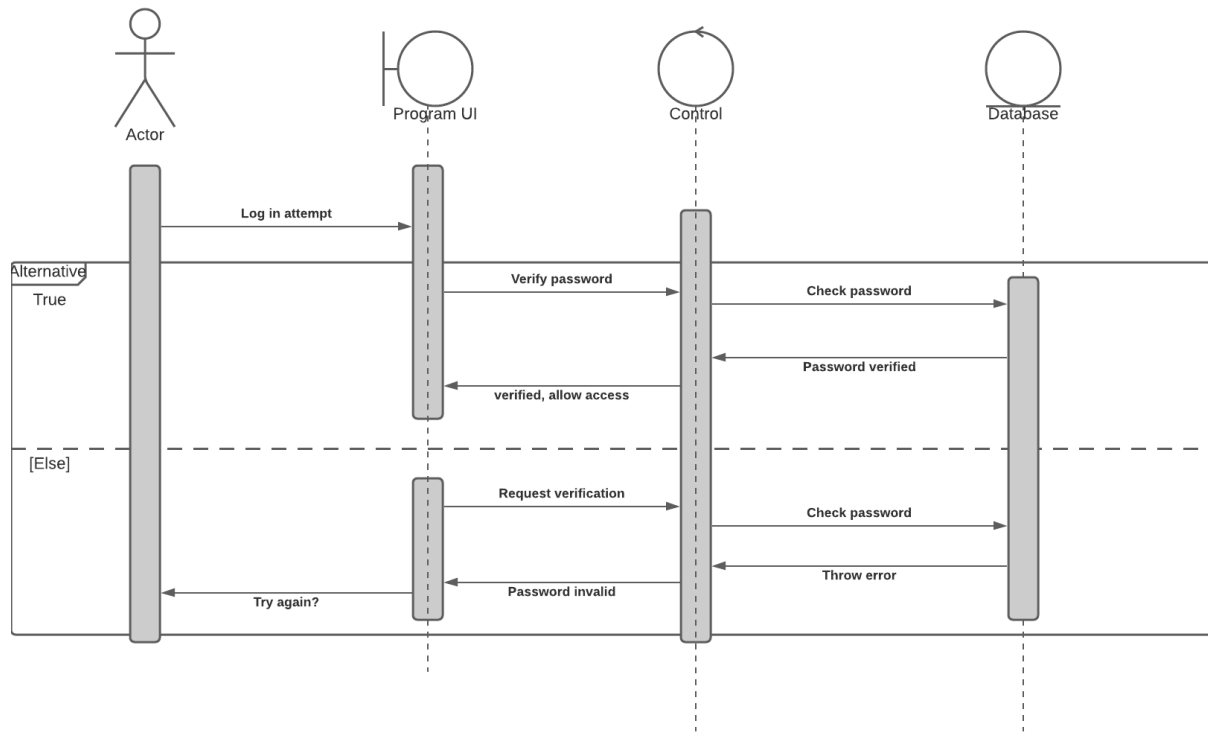 Actor
Program UI
Control
Database
Log in attempt
Alternative
True
Verify password
Check password
Password verified
verified, allow access
[Else]
Request verification
Check password
Throw error
Password invalid
Try again?